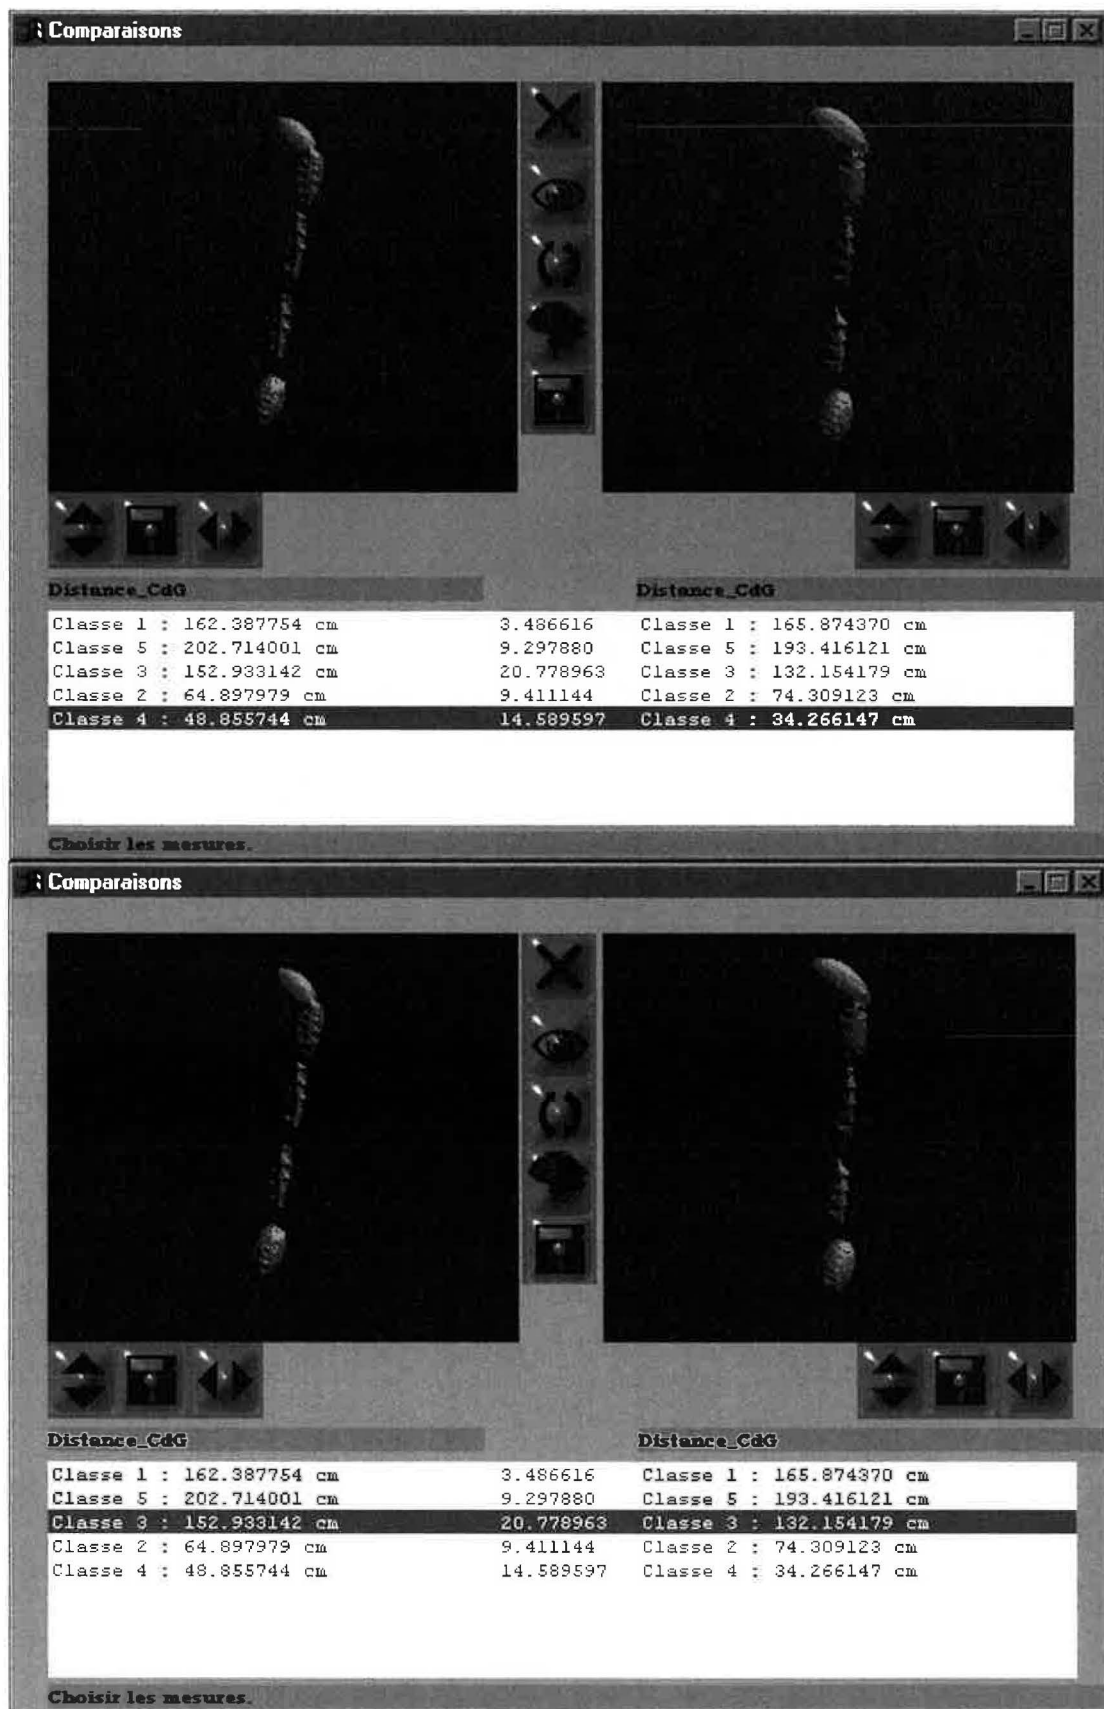 Comparaisons
Distance_CdG Distance_CdG
Classe 1 : 162.387754 cm 3.486616 Classe 1 : 165.874370 cm
Classe 5 : 202.714001 cm 9.297880 Classe 5 : 193.416121 cm
Classe 3 : 152.933142 cm 20.778963 Classe 3 : 132.154179 cm
Classe 2 : 64.897979 cm 9.411144 Classe 2 : 74.309123 cm
Classe 4 : 48.855744 cm 14.589597 Classe 4 : 34.266147 cm
Choisir les mesures.
Comparaisons
Distance_CdG Distance_CdG
Classe 1 : 162.387754 cm 3.486616 Classe 1 : 165.874370 cm
Classe 5 : 202.714001 cm 9.297880 Classe 5 : 193.416121 cm
Classe 3 : 152.933142 cm 20.778963 Classe 3 : 132.154179 cm
Classe 2 : 64.897979 cm 9.411144 Classe 2 : 74.309123 cm
Classe 4 : 48.855744 cm 14.589597 Classe 4 : 34.266147 cm
Choisir les mesures.